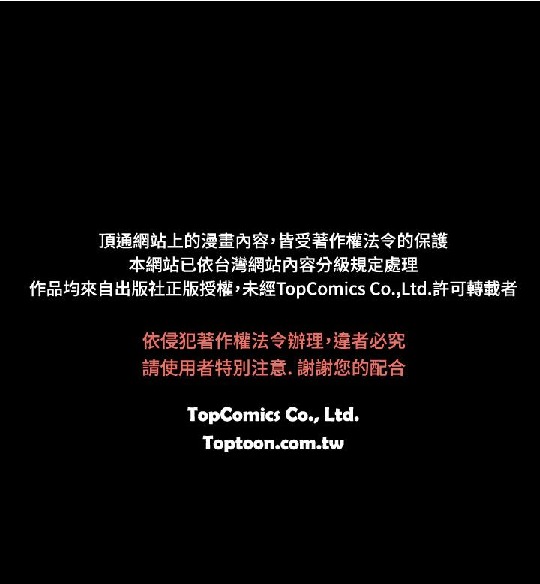 頂通網站上的漫畫內容，皆受著作權法令的保護
本網站已依台灣網站內容分級規定處理
作品均來自出版社正版授權，未經TopComics Co.,Ltd.許可轉載者
依侵犯著作權法令辦理，違者必究
請使用者特別注意. 謝謝您的配合
TopComics Co., Ltd.
Toptoon.com.tw